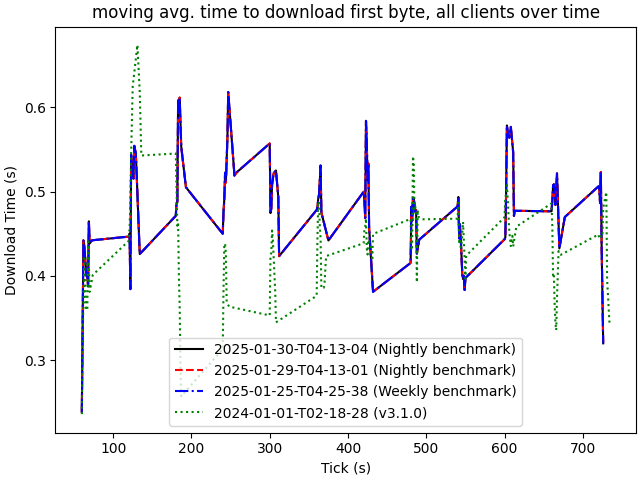 moving avg. time to download first byte, all clients over time
Download Time (s)
0.6
0.5
0.4
0.3
2025-01-30-T04-13-04 (Nightly benchmark)
2025-01-29-T04-13-01 (Nightly benchmark)
2025-01-25-T04-25-38 (Weekly benchmark)
2024-01-01-T02-18-28 (v3.1.0)
100 200 300 400 500 600 700
Tick (s)